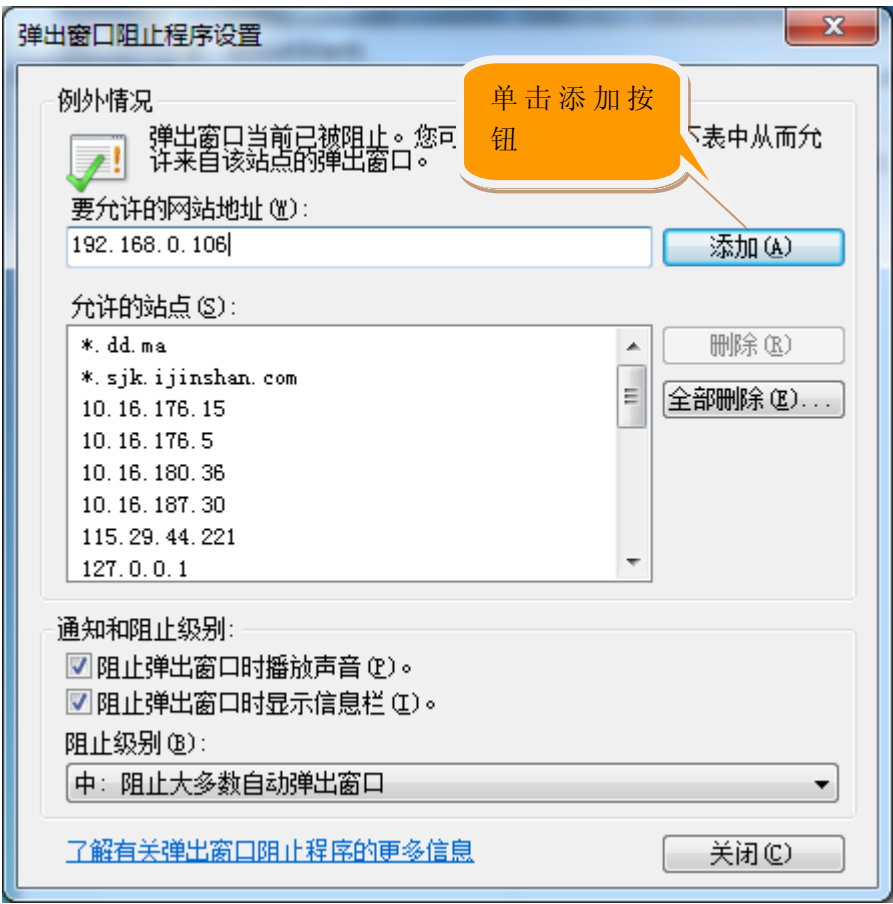 弹出窗口阻止程序设置
例外情况
单击添加按
钮
弹出窗口当前已被阻止。您可
表中从而允
许来自该站点的弹出窗口。
要允许的网站地址(W):
192.168.0.106
添加(A)
允许的站点(S):
*.dd.ma
删除(R)
*.sjk.ijinshan.com
10.16.176.15
全部删除(E)...
10.16.176.5
10.16.180.36
10.16.187.30
115.29.44.221
127.0.0.1
通知和阻止级别:
阻止弹出窗口时播放声音(P)。
阻止弹出窗口时显示信息栏(I)。
阻止级别(B):
中: 阻止大多数自动弹出窗口
了解有关弹出窗口阻止程序的更多信息
关闭(C)